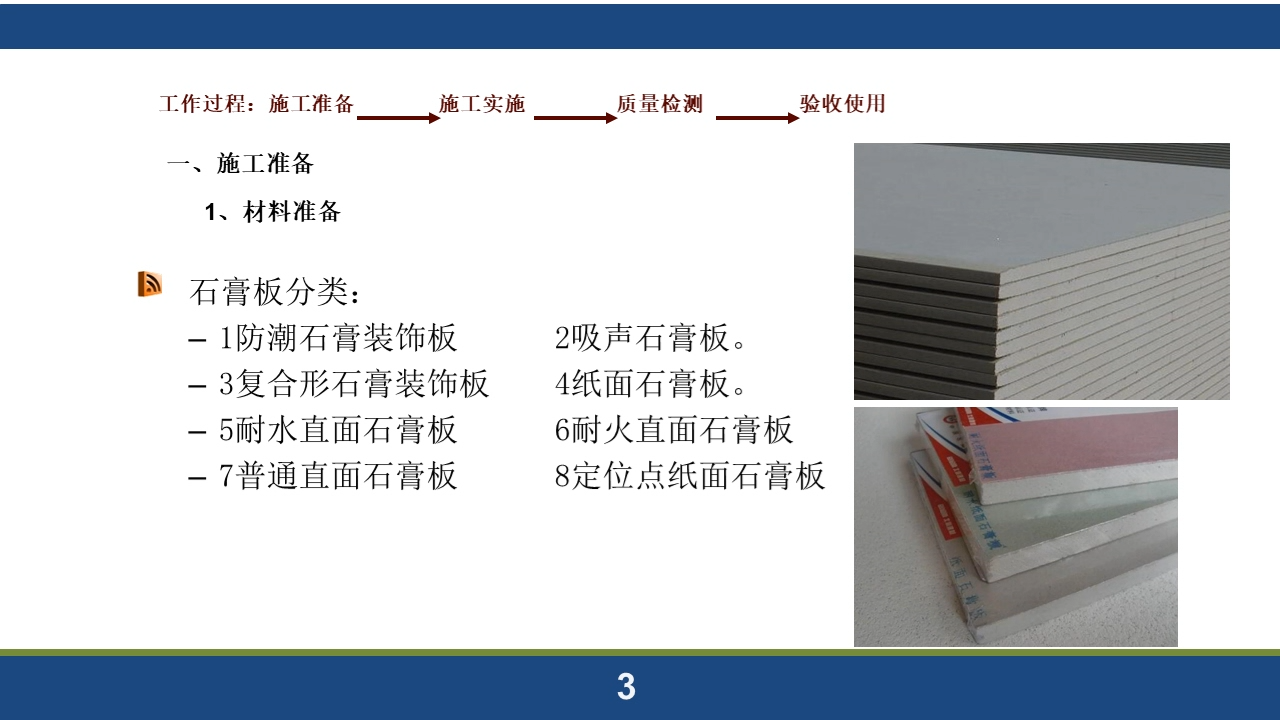 工作过程：施工准备 施工实施 质量检测 验收使用
一、施工准备
1、材料准备
石膏板分类：
– 1防潮石膏装饰板 2吸声石膏板。
– 3复合形石膏装饰板 4纸面石膏板。
– 5耐水直面石膏板 6耐火直面石膏板
– 7普通直面石膏板 8定位点纸面石膏板
3